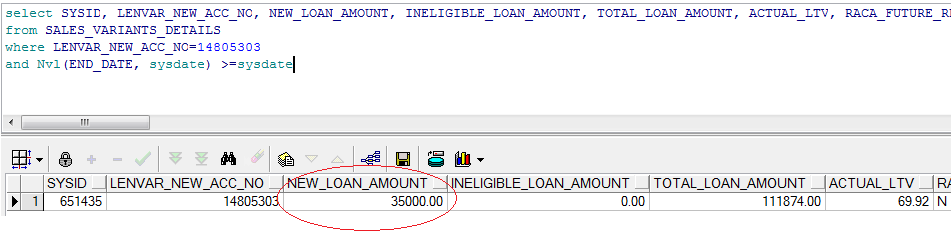 select SYSID, LENVAR_NEW_ACC_NO, NEW_LOAN_AMOUNT, INELIGIBLE_LOAN_AMOUNT, TOTAL_LOAN_AMOUNT, ACTUAL_LTV, RACA_FUTURE_R
from SALES_VARIANTS_DETAILS
where LENVAR_NEW_ACC_NO=14805303
and Nvl(END_DATE, sysdate) >=sysdate
SYSID LENVAR_NEW_ACC_NO NEW_LOAN_AMOUNT INELIGIBLE_LOAN_AMOUNT TOTAL_LOAN_AMOUNT ACTUAL_LTV RA
1 651435 14805303 35000.00 0.00 111874.00 69.92 N